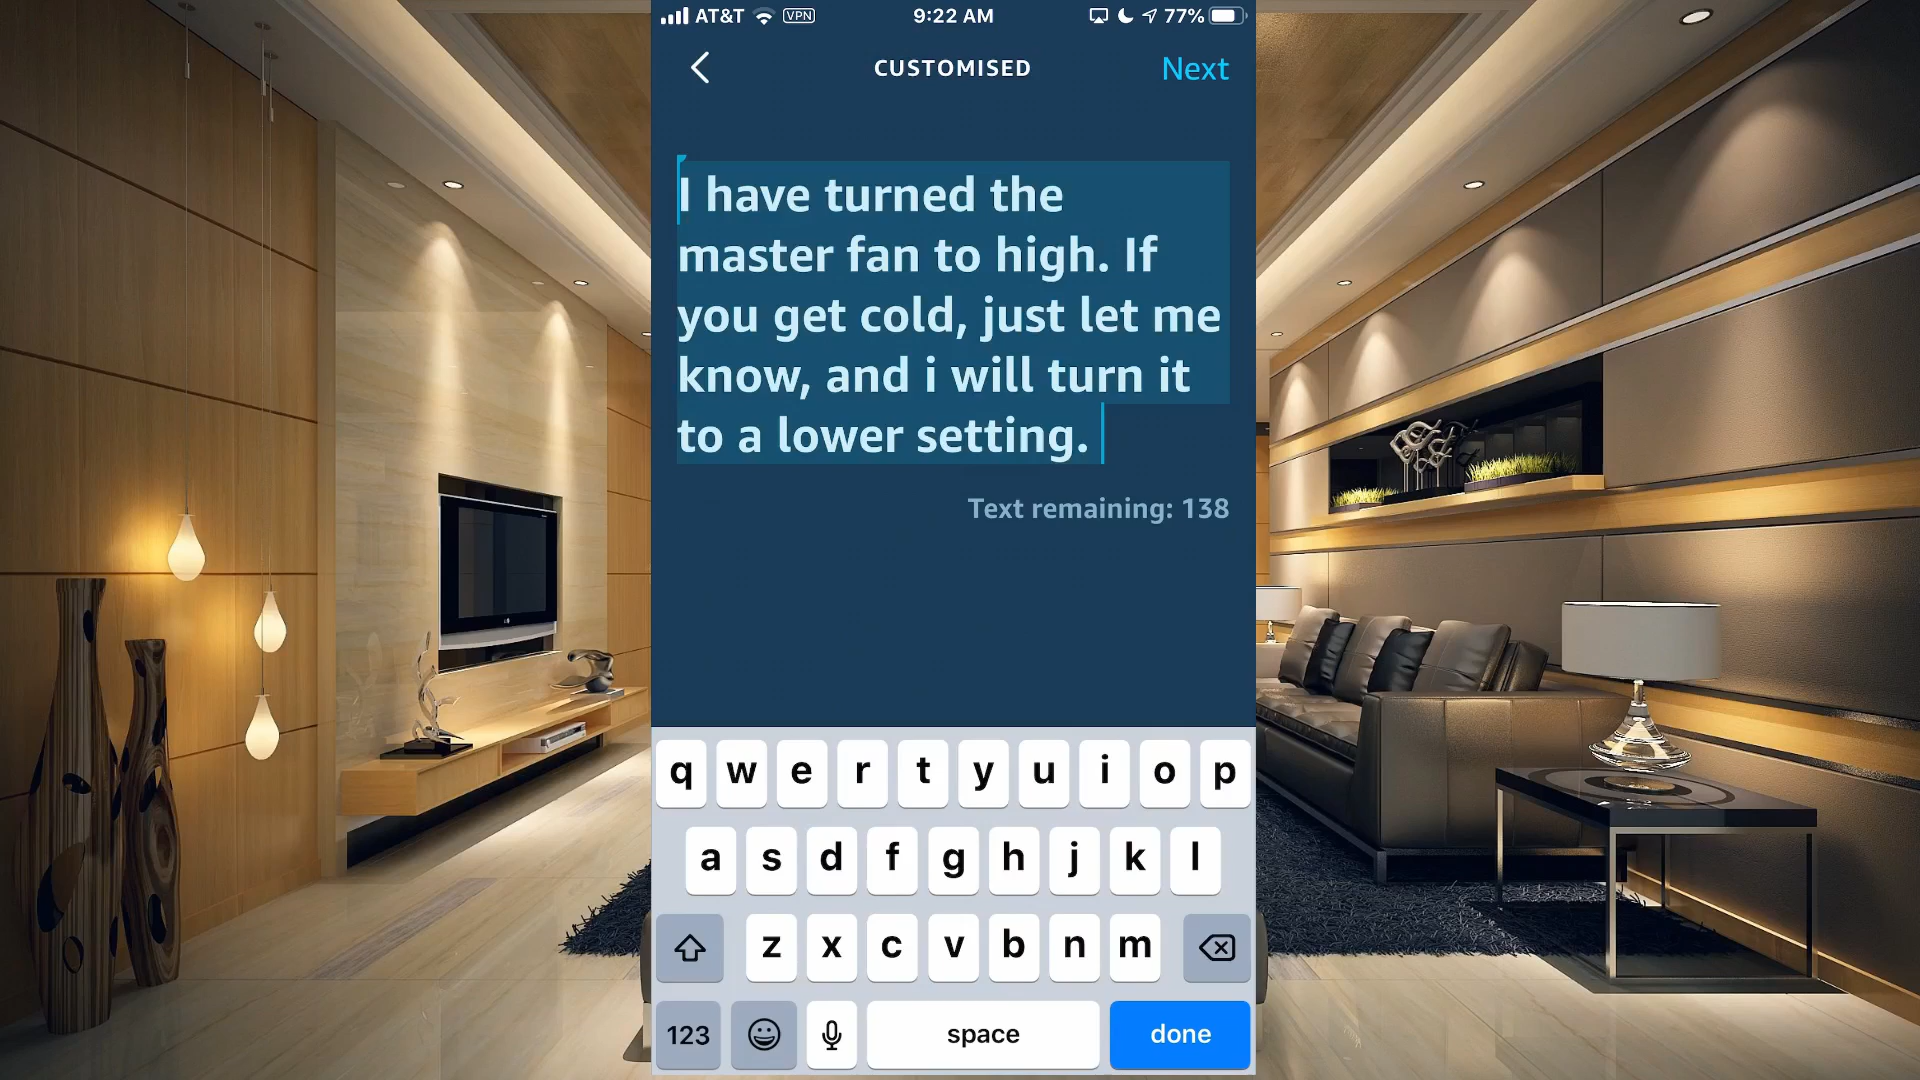 AT&T VPN 9:22 AM 77%
CUSTOMISED Next
I have turned the
master fan to high. If
you get cold, just let me
know, and i will turn it
to a lower setting.
Text remaining: 138
q w e r t y u i o p
a s d f g h j k l
z x c v b n m
123 space done